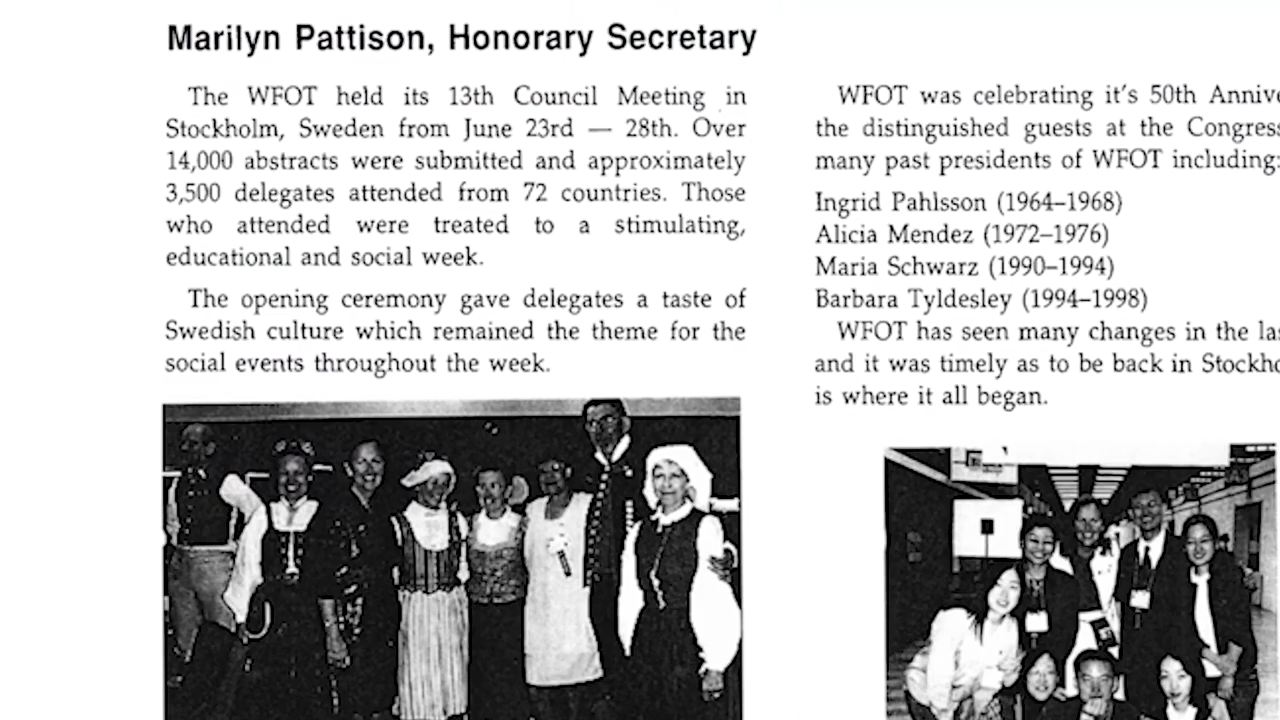 Marilyn Pattison, Honorary Secretary
The WFOT held its 13th Council Meeting in
Stockholm, Sweden from June 23rd — 28th. Over
14,000 abstracts were submitted and approximately
3,500 delegates attended from 72 countries. Those
who attended were treated to a stimulating,
educational and social week.
The opening ceremony gave delegates a taste of
Swedish culture which remained the theme for the
social events throughout the week.
WFOT was celebrating it's 50th
the distinguished guests at the
many past presidents of WFOT including:
Ingrid Pahlsson (1964–1968)
Alicia Mendez (1972–1976)
Maria Schwarz (1990–1994)
Barbara Tyldesley (1994–1998)
WFOT has seen many changes in the
and it was timely as to be back in
is where it all began.